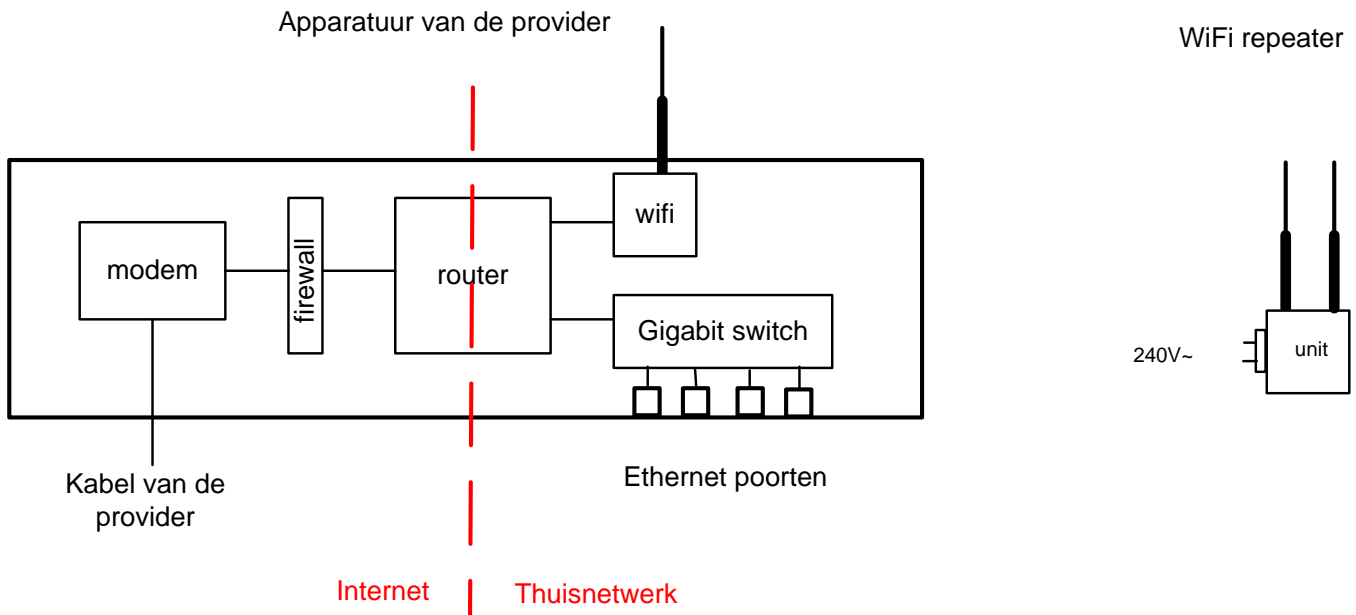 Apparatuur van de provider
WiFi repeater
wifi
modem
firewall
router
Gigabit switch
240V~
unit
Ethernet poorten
Kabel van de
provider
Internet
Thuisnetwerk